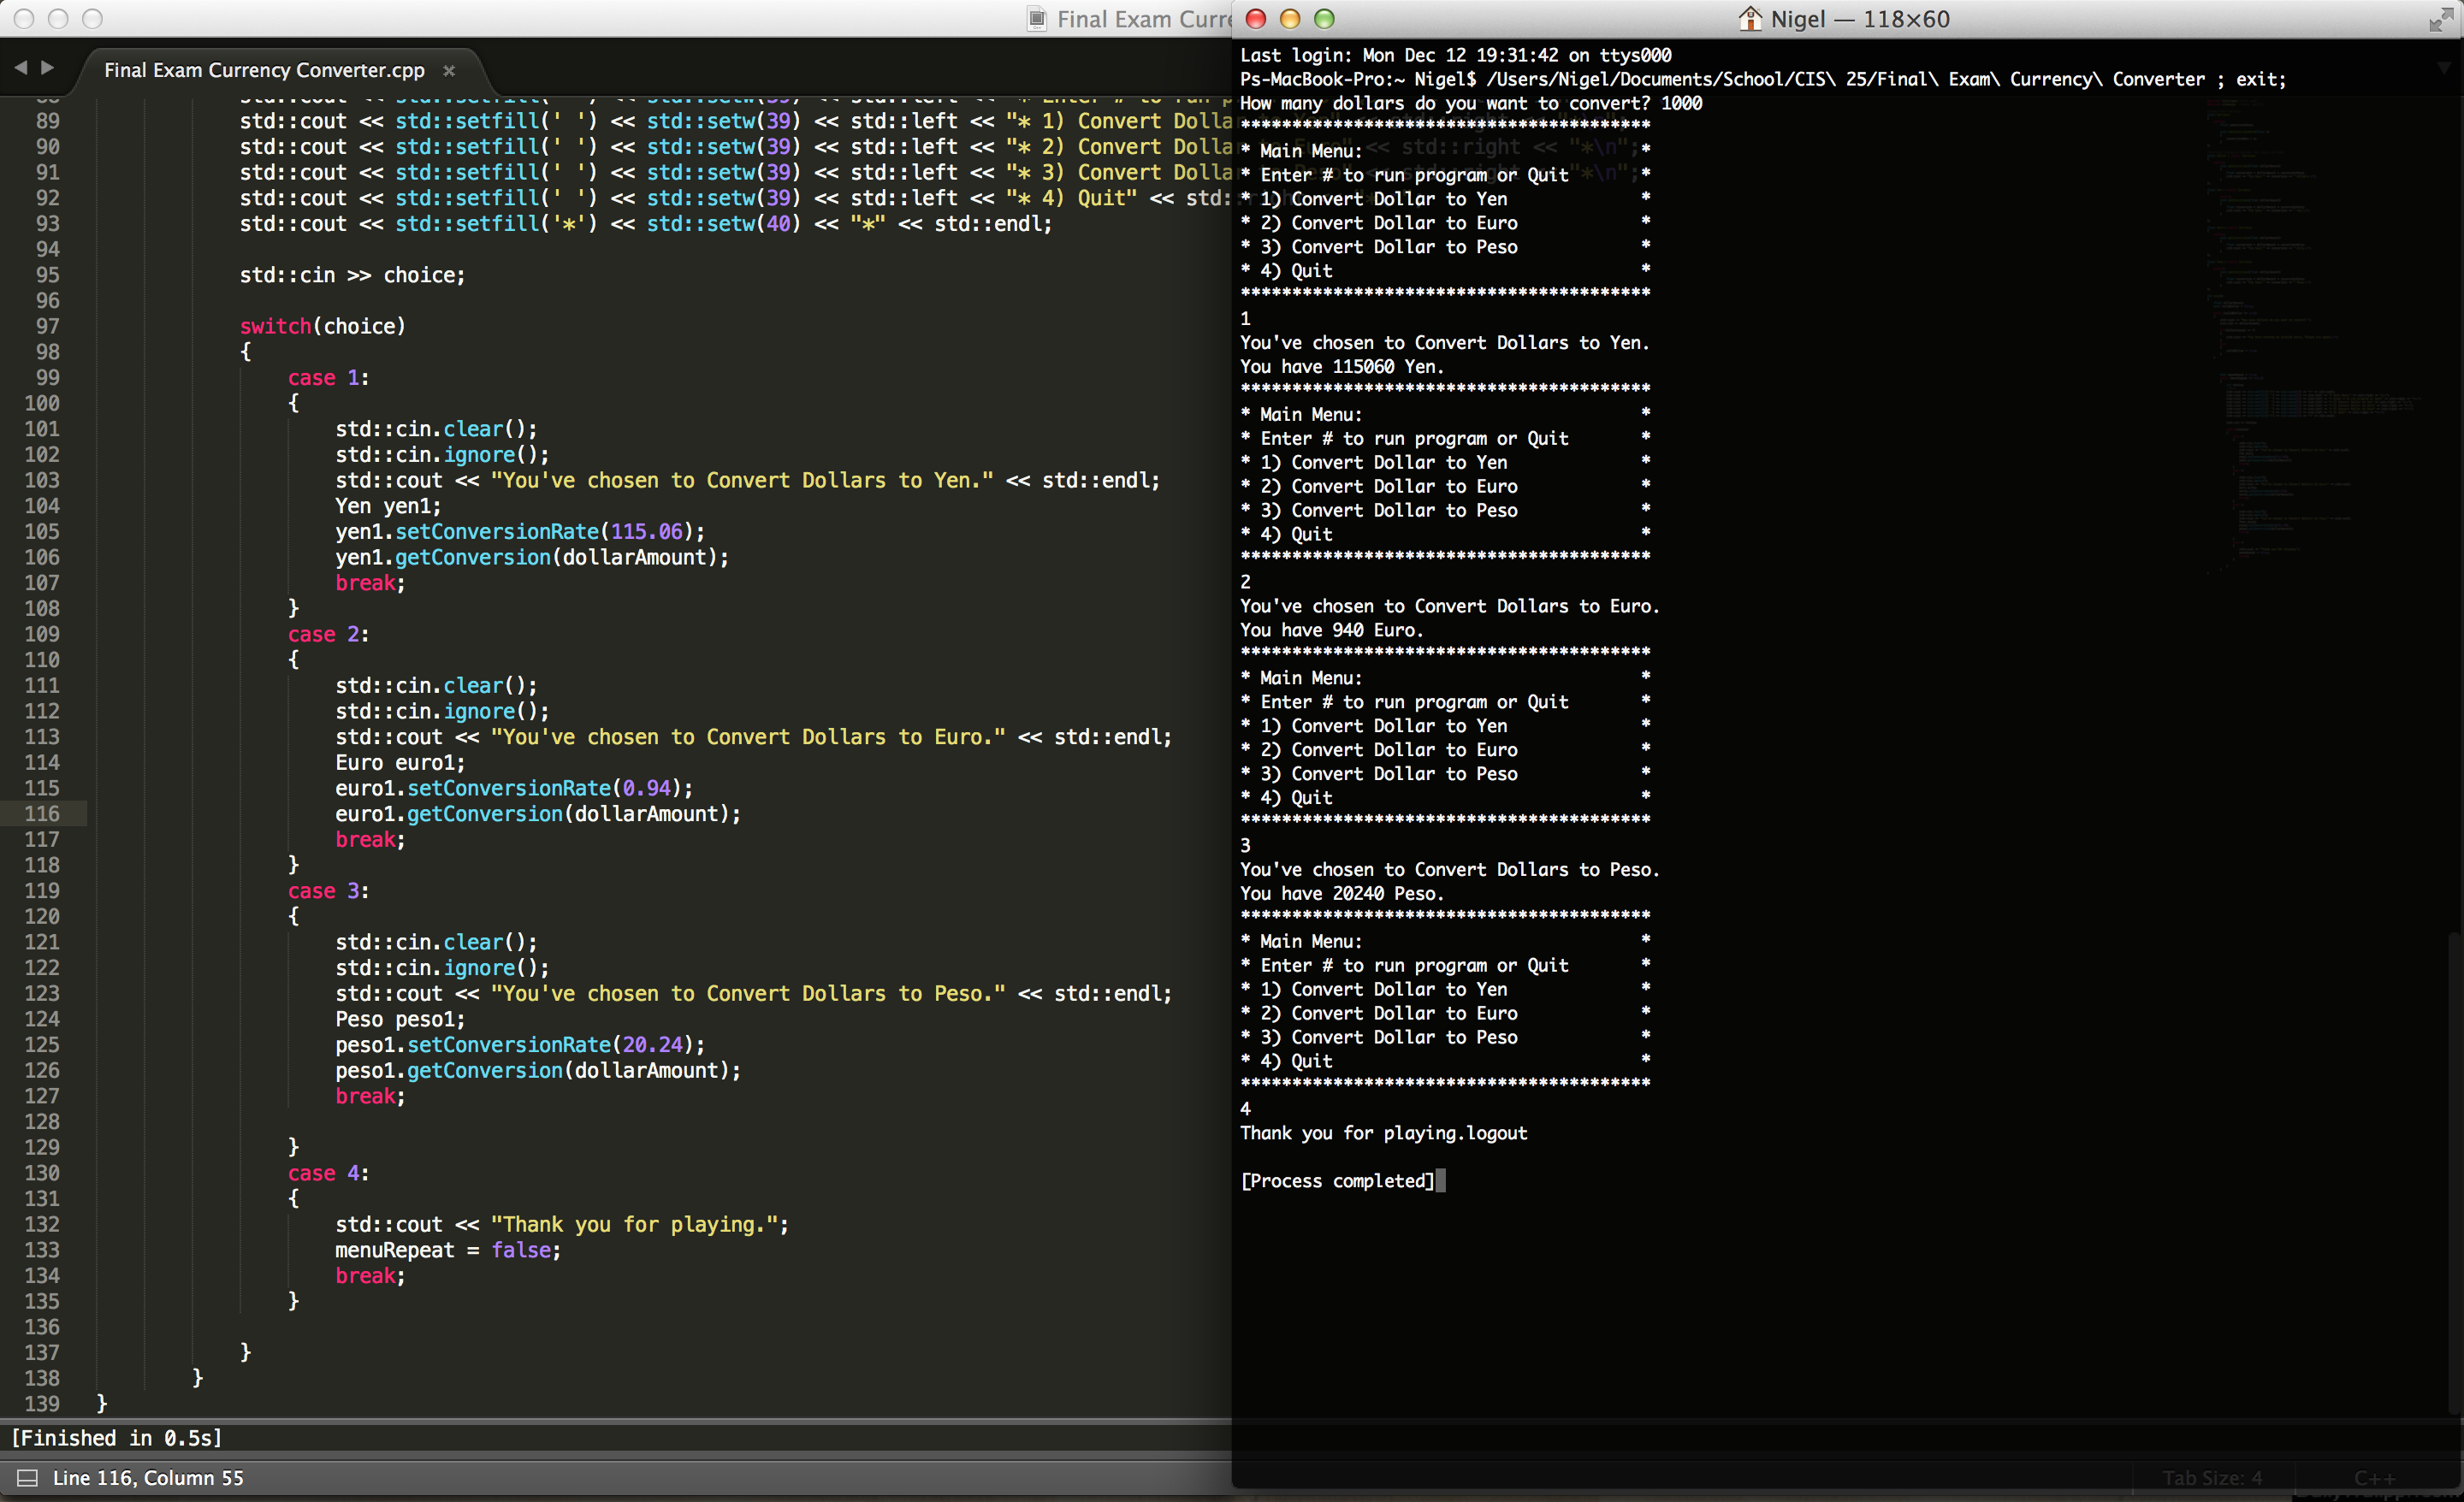 Final Exam Curre
Final Exam Currency Converter.cpp ×
89 std::cout << std::setfill(' ') << std::setw(39) << std::left << "* 1) Convert Dolla
90 std::cout << std::setfill(' ') << std::setw(39) << std::left << "* 2) Convert Dolla
91 std::cout << std::setfill(' ') << std::setw(39) << std::left << "* 3) Convert Dolla
92 std::cout << std::setfill(' ') << std::setw(39) << std::left << "* 4) Quit" << std::
93 std::cout << std::setfill('*') << std::setw(40) << "*" << std::endl;
94
95 std::cin >> choice;
96
97 switch(choice)
98 {
99 case 1:
100 {
101 std::cin.clear();
102 std::cin.ignore();
103 std::cout << "You've chosen to Convert Dollars to Yen." << std::endl;
104 Yen yen1;
105 yen1.setConversionRate(115.06);
106 yen1.getConversion(dollarAmount);
107 break;
108 }
109 case 2:
110 {
111 std::cin.clear();
112 std::cin.ignore();
113 std::cout << "You've chosen to Convert Dollars to Euro." << std::endl;
114 Euro euro1;
115 euro1.setConversionRate(0.94);
116 euro1.getConversion(dollarAmount);
117 break;
118 }
119 case 3:
120 {
121 std::cin.clear();
122 std::cin.ignore();
123 std::cout << "You've chosen to Convert Dollars to Peso." << std::endl;
124 Peso peso1;
125 peso1.setConversionRate(20.24);
126 peso1.getConversion(dollarAmount);
127 break;
128
129 }
130 case 4:
131 {
132 std::cout << "Thank you for playing.";
133 menuRepeat = false;
134 break;
135 }
136
137 }
138 }
139 }
[Finished in 0.5s]
Line 116, Column 55
Nigel — 118×60
Last login: Mon Dec 12 19:31:42 on ttys000
Ps-MacBook-Pro:~ Nigel$ /Users/Nigel/Documents/School/CIS\ 25/Final\ Exam\ Currency\ Converter ; exit;
How many dollars do you want to convert? 1000
****************************************
* Main Menu: *
* Enter # to run program or Quit *
* 1) Convert Dollar to Yen *
* 2) Convert Dollar to Euro *
* 3) Convert Dollar to Peso *
* 4) Quit *
****************************************
1
You've chosen to Convert Dollars to Yen.
You have 115060 Yen.
****************************************
* Main Menu: *
* Enter # to run program or Quit *
* 1) Convert Dollar to Yen *
* 2) Convert Dollar to Euro *
* 3) Convert Dollar to Peso *
* 4) Quit *
****************************************
2
You've chosen to Convert Dollars to Euro.
You have 940 Euro.
****************************************
* Main Menu: *
* Enter # to run program or Quit *
* 1) Convert Dollar to Yen *
* 2) Convert Dollar to Euro *
* 3) Convert Dollar to Peso *
* 4) Quit *
****************************************
3
You've chosen to Convert Dollars to Peso.
You have 20240 Peso.
****************************************
* Main Menu: *
* Enter # to run program or Quit *
* 1) Convert Dollar to Yen *
* 2) Convert Dollar to Euro *
* 3) Convert Dollar to Peso *
* 4) Quit *
****************************************
4
Thank you for playing.logout
[Process completed]
Tab Size: 4
C++